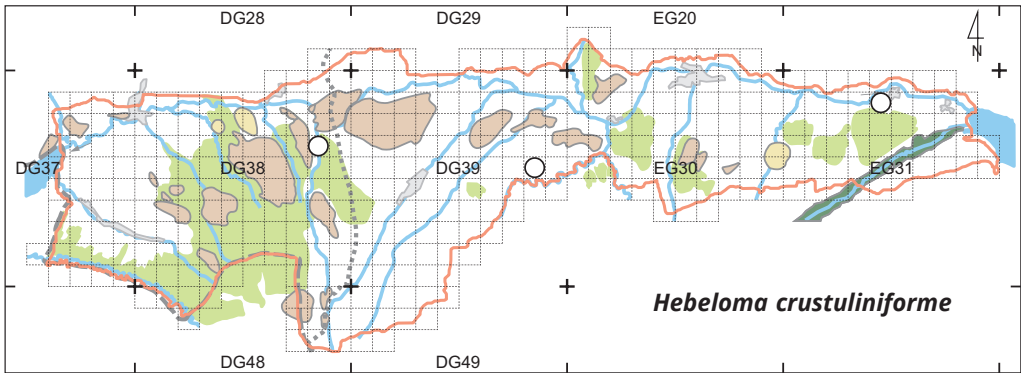 DG28 DG29 EG20
N
DG37 DG38 DG39 EG30 EG31
Hebeloma crustuliniforme
DG48 DG49